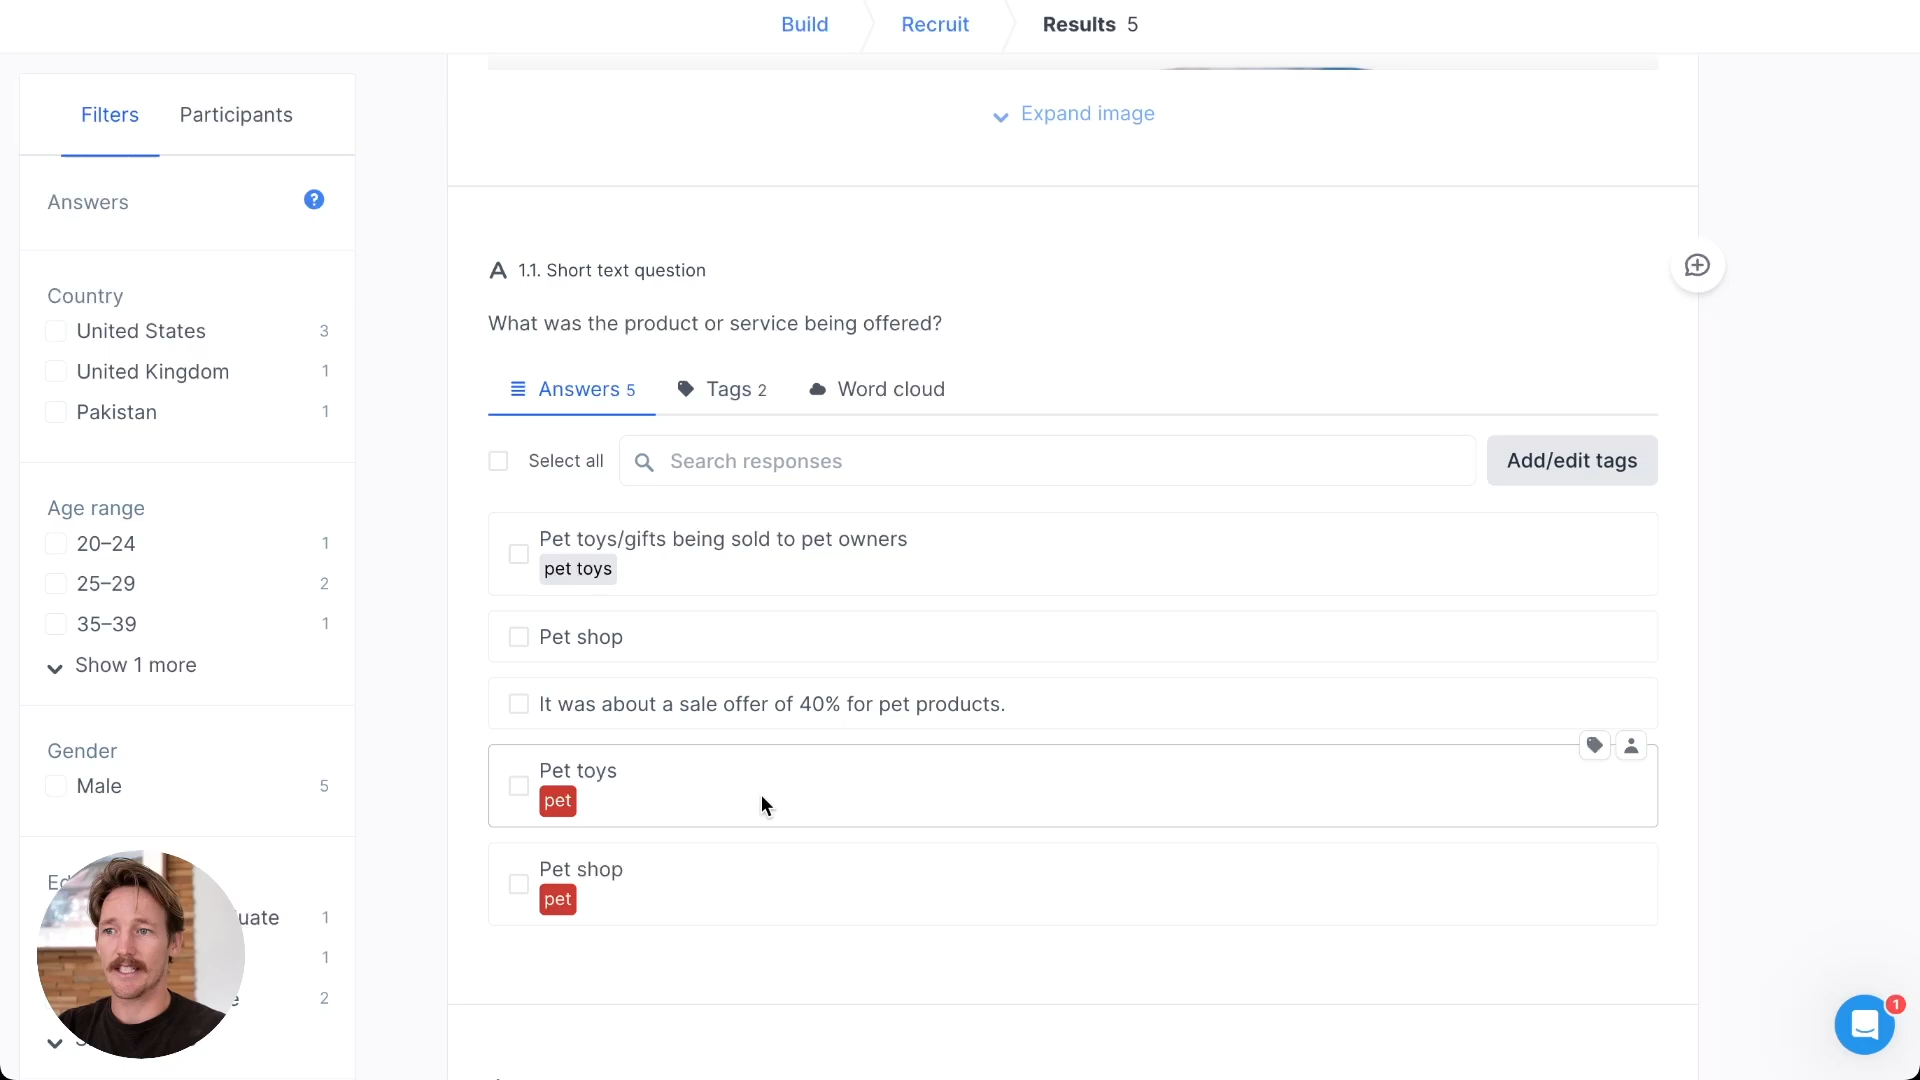 Build
Recruit
Results 5
Filters
Participants
Answers
?
Country
United States 3
United Kingdom 1
Pakistan 1
Age range
20–24 1
25–29 2
35–39 1
Show 1 more
Gender
Male 5
uate 1
1
2
Expand image
A 1.1. Short text question
What was the product or service being offered?
Answers 5
Tags 2
Word cloud
Select all
Search responses
Add/edit tags
Pet toys/gifts being sold to pet owners
pet toys
Pet shop
It was about a sale offer of 40% for pet products.
Pet toys
pet
Pet shop
pet
1